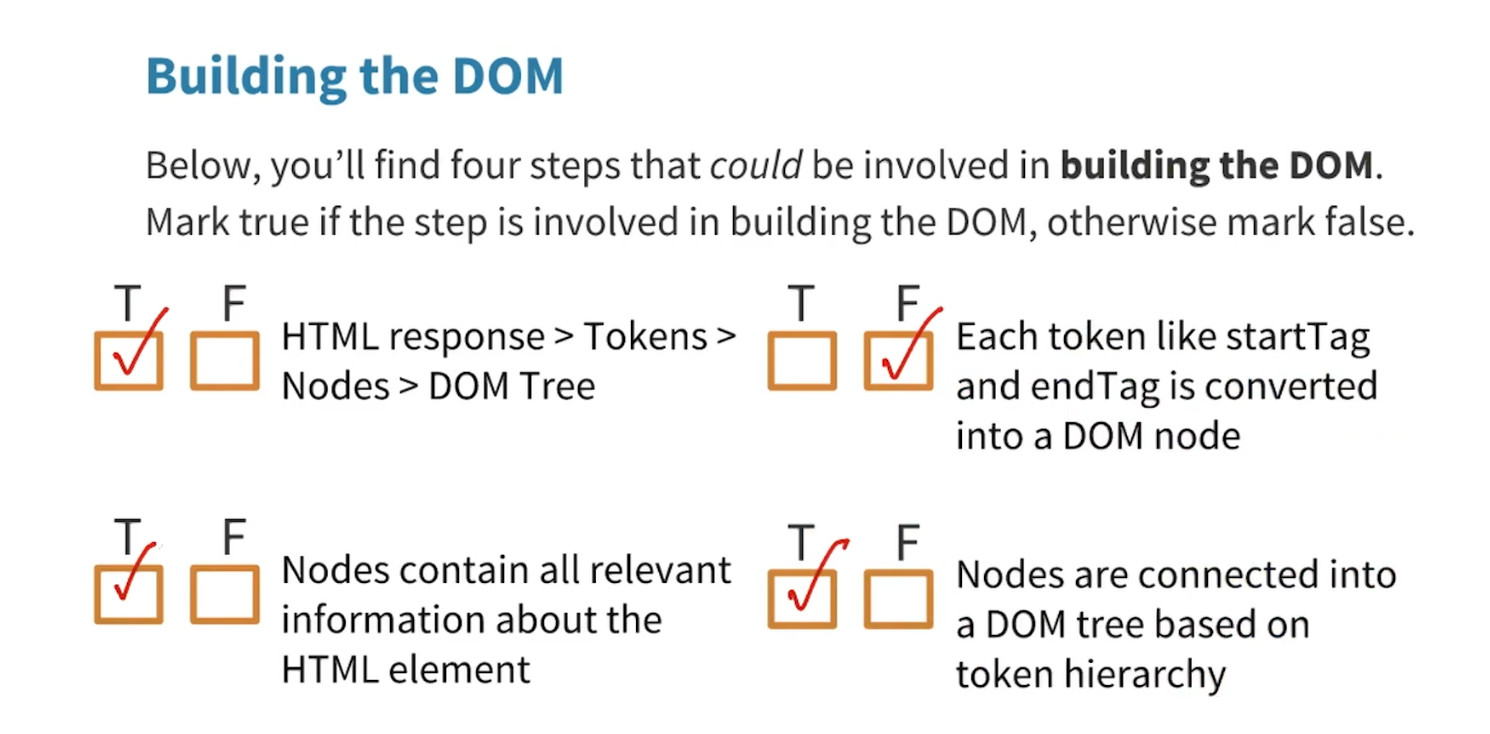 Building the DOM
Below, you'll find four steps that could be involved in building the DOM.
Mark true if the step is involved in building the DOM, otherwise mark false.
T F
HTML response > Tokens >
Nodes > DOM Tree
T F
Each token like startTag
and endTag is converted
into a DOM node
T F
Nodes contain all relevant
information about the
HTML element
T F
Nodes are connected into
a DOM tree based on
token hierarchy